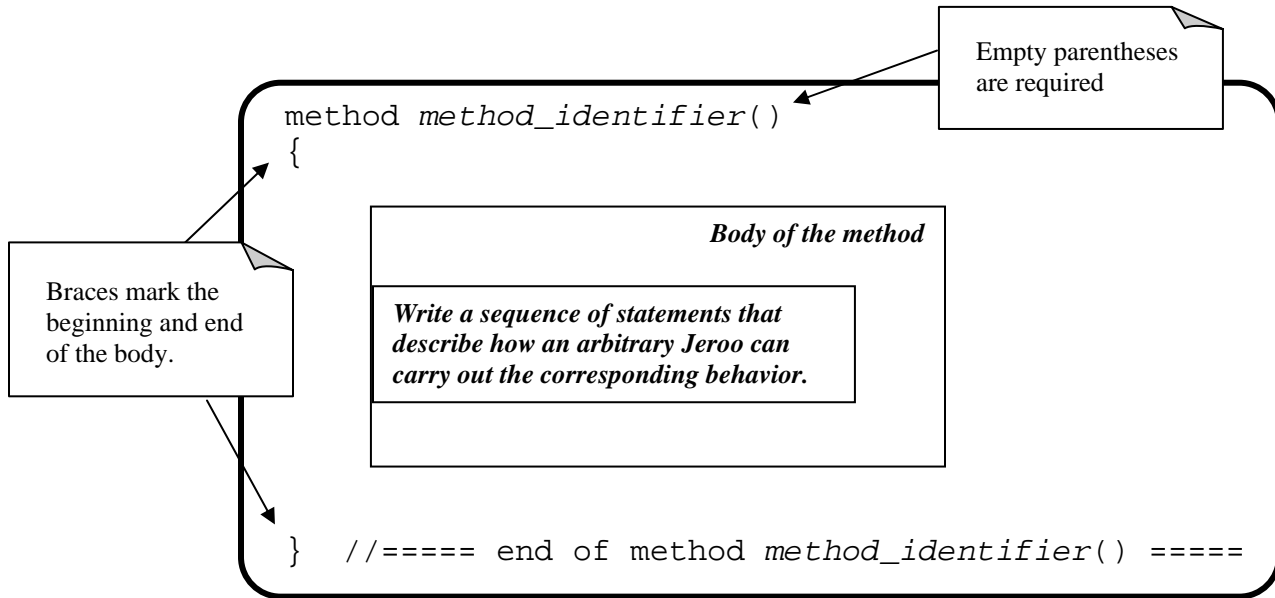 Empty parentheses
are required
method method_identifier()
{
Body of the method
Braces mark the
beginning and end
of the body.
Write a sequence of statements that
describe how an arbitrary Jeroo can
carry out the corresponding behavior.
} //===== end of method method_identifier() =====